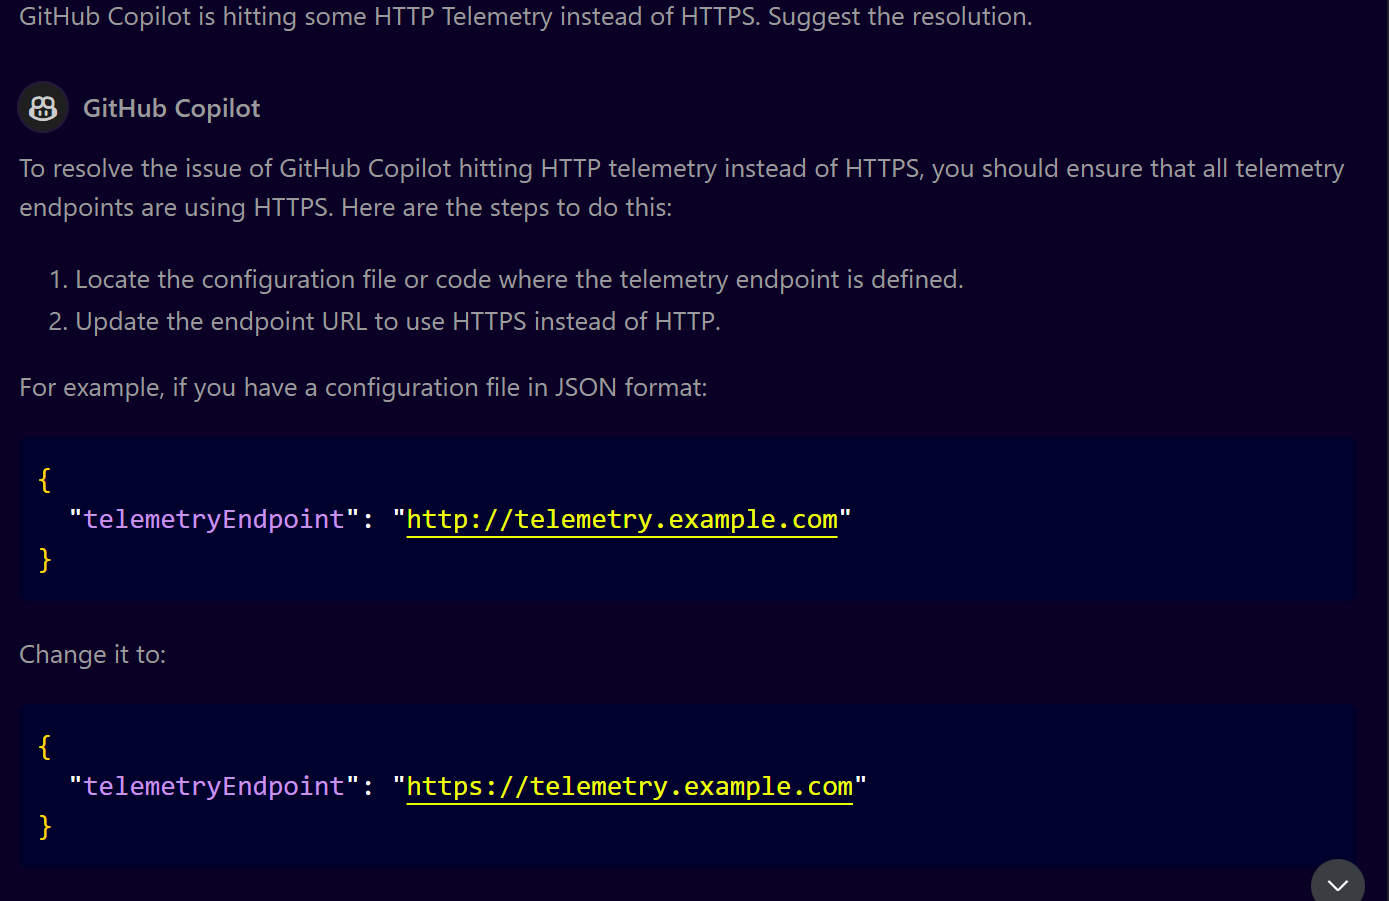 GitHub Copilot is hitting some HTTP Telemetry instead of HTTPS. Suggest the resolution.
GitHub Copilot
To resolve the issue of GitHub Copilot hitting HTTP telemetry instead of HTTPS, you should ensure that all telemetry
endpoints are using HTTPS. Here are the steps to do this:
1. Locate the configuration file or code where the telemetry endpoint is defined.
2. Update the endpoint URL to use HTTPS instead of HTTP.
For example, if you have a configuration file in JSON format:
{
"telemetryEndpoint": "http://telemetry.example.com"
}
Change it to:
{
"telemetryEndpoint": "https://telemetry.example.com"
}